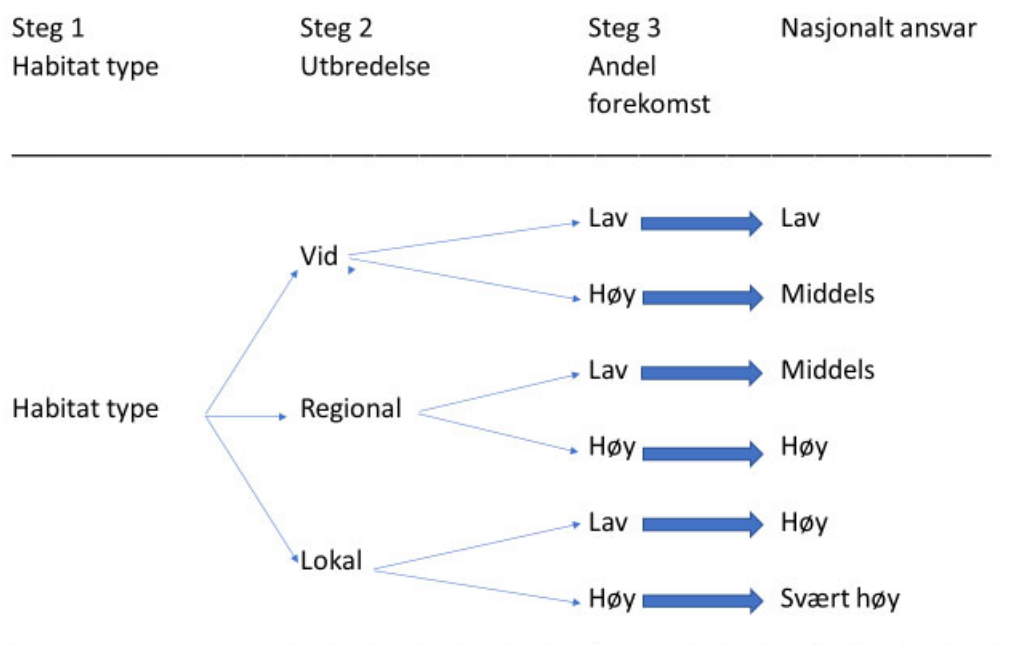 Steg 1 Steg 2 Steg 3 Nasjonalt ansvar
Habitat type Utbredelse Andel
forekomst
Lav Lav
Vid
Høy Middels
Lav Middels
Habitat type Regional
Høy Høy
Lav Høy
Lokal
Høy Svært høy